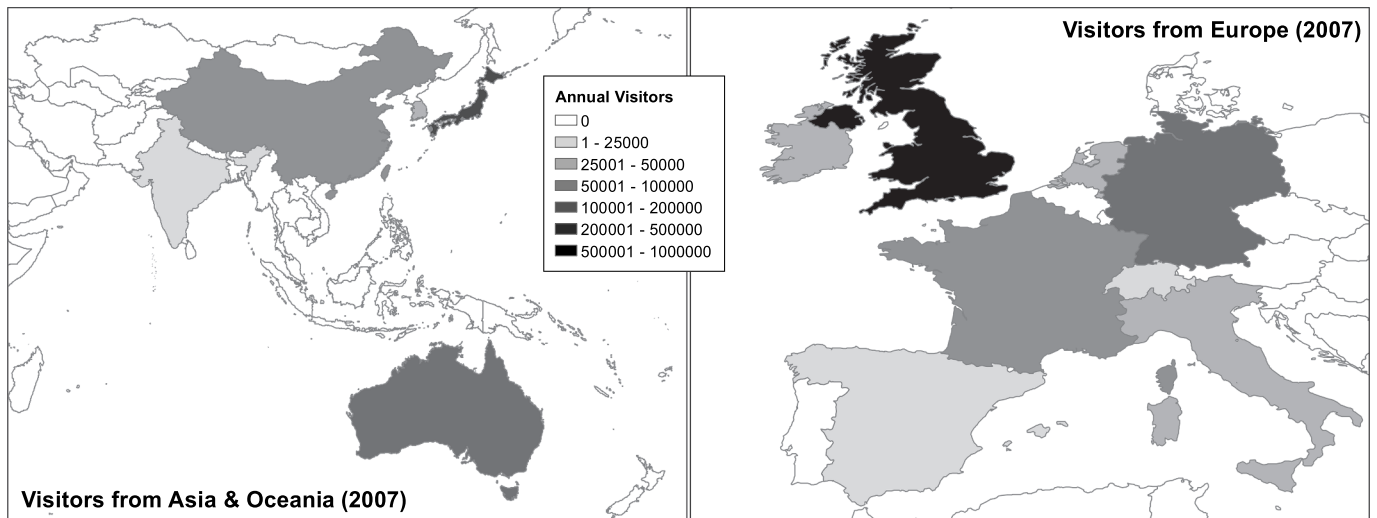 Visitors from Europe (2007)
Annual Visitors
0
1 - 25000
25001 - 50000
50001 - 100000
100001 - 200000
200001 - 500000
500001 - 1000000
Visitors from Asia & Oceania (2007)